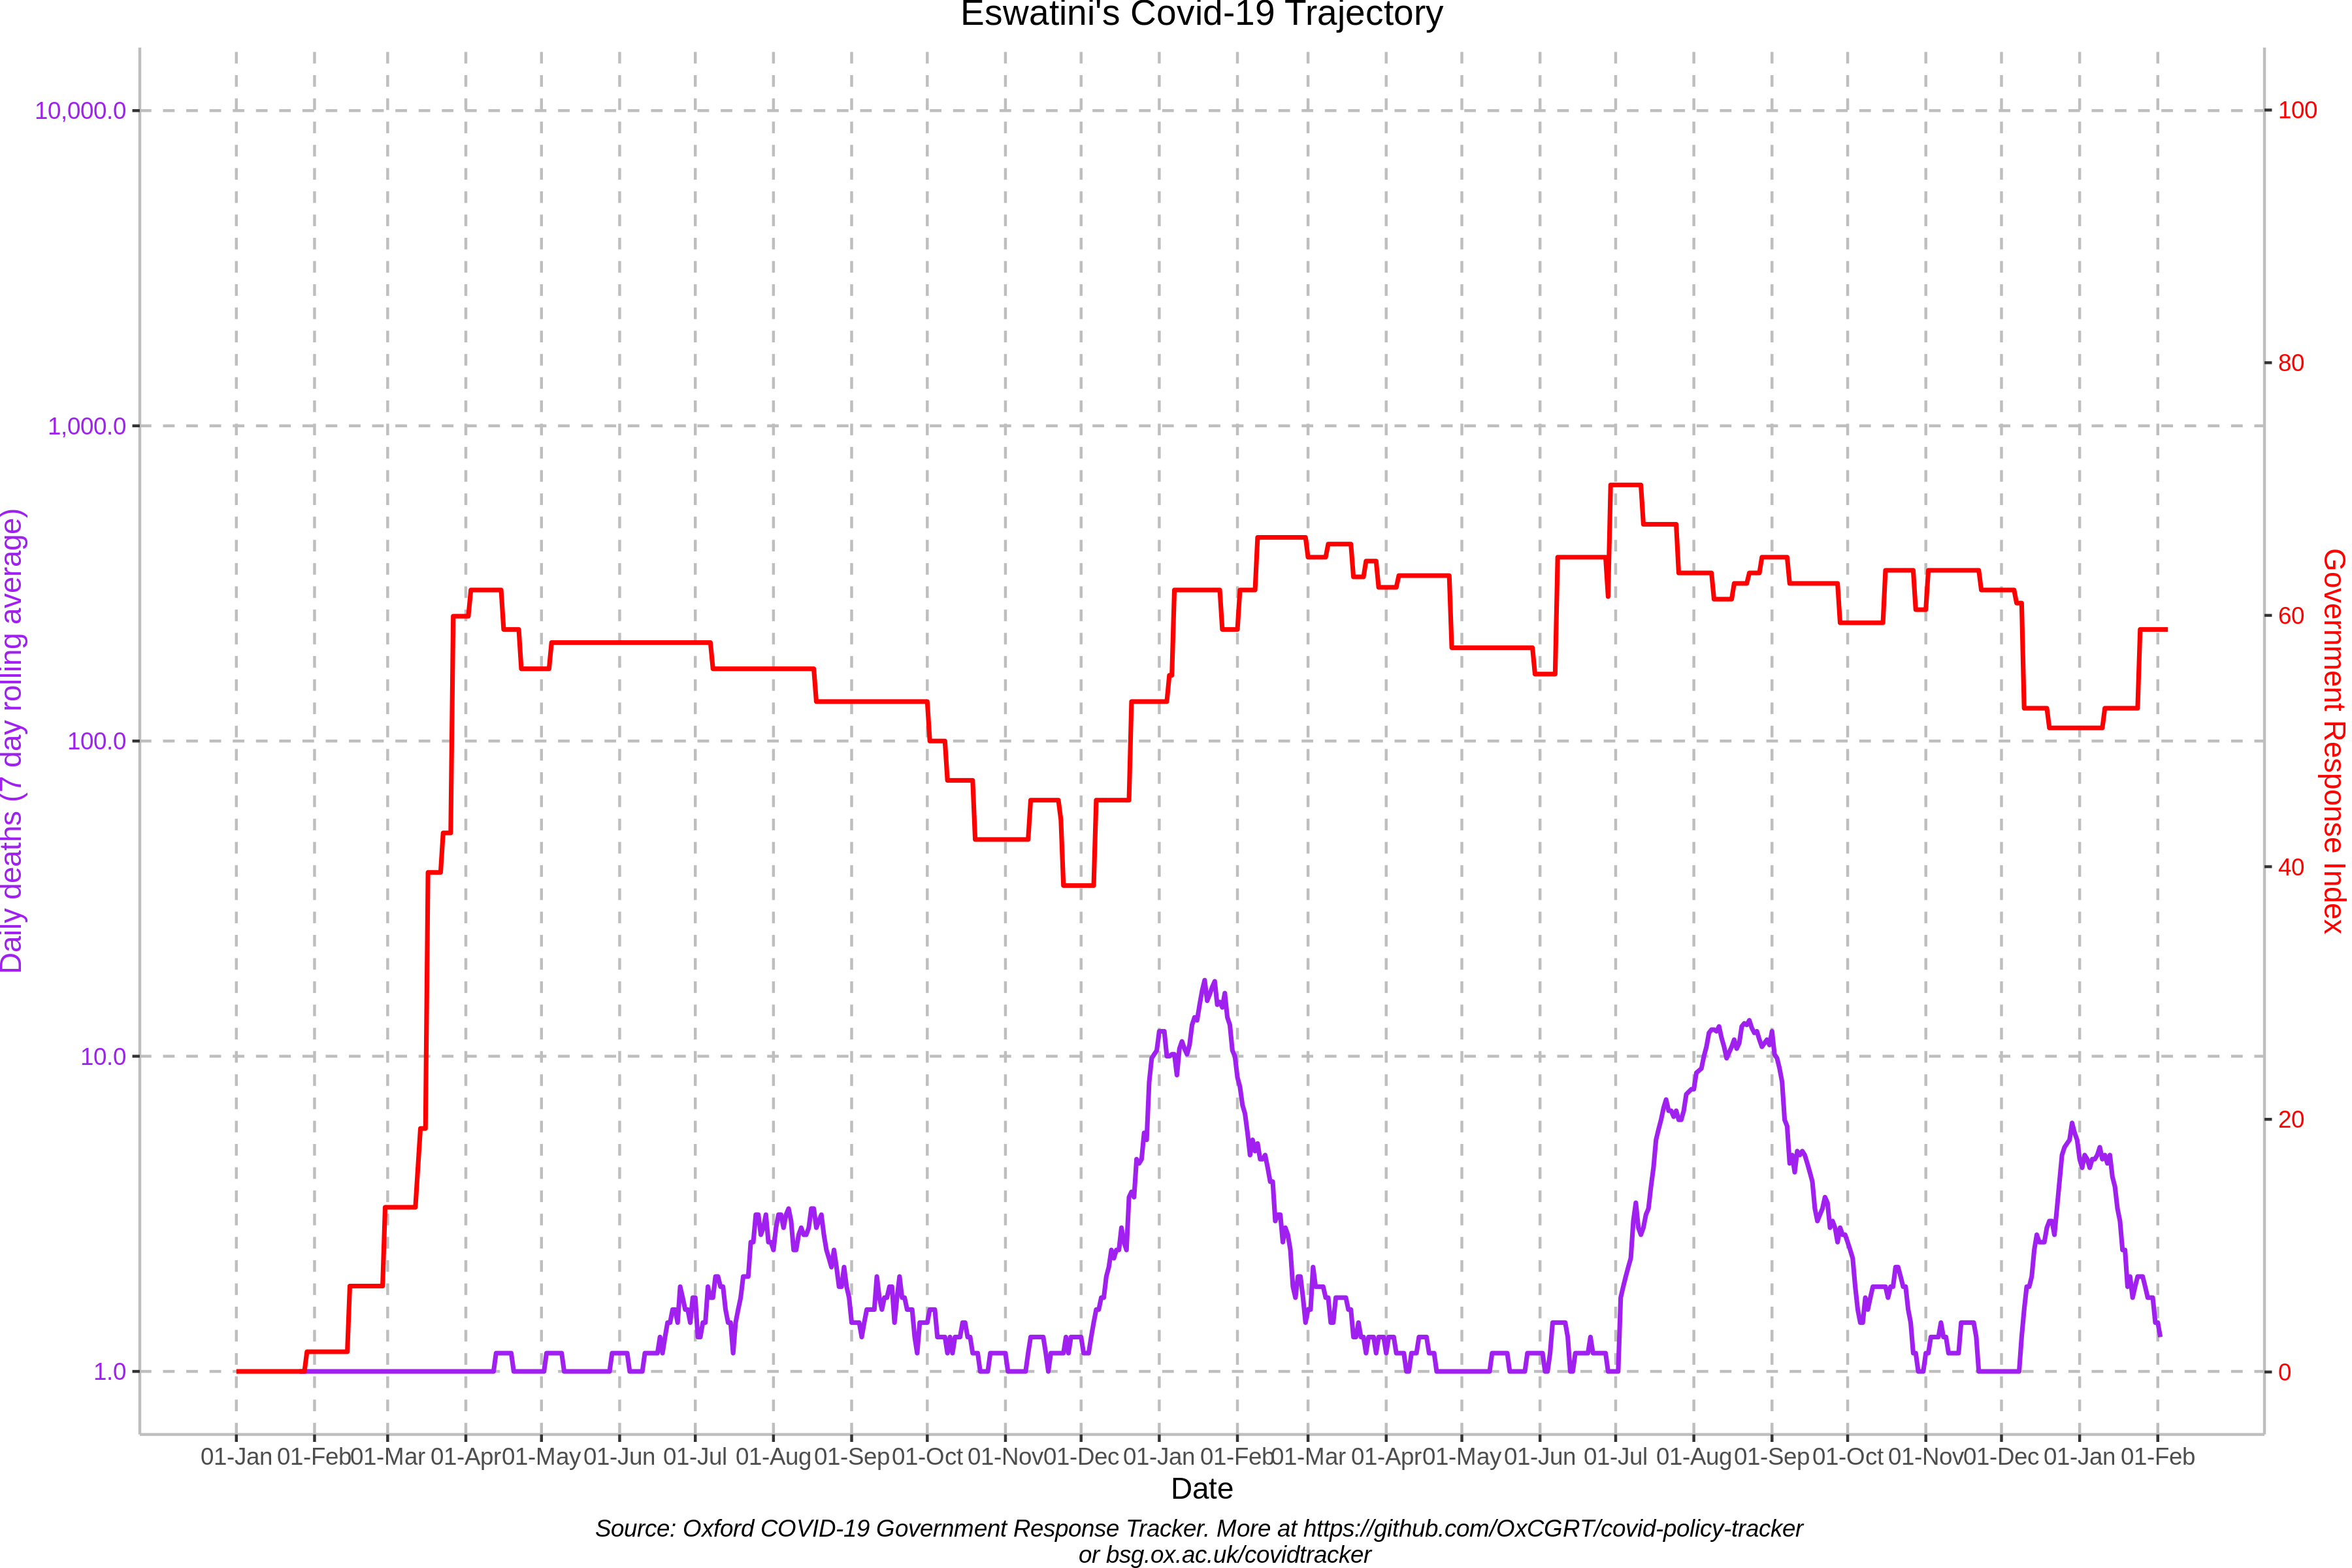 Eswatini's Covid-19 Trajectory
10,000.0
1,000.0
100.0
10.0
1.0
Daily deaths (7 day rolling average)
100
80
60
40
20
0
Government Response Index
01-Jan 01-Feb 01-Mar 01-Apr 01-May 01-Jun 01-Jul 01-Aug 01-Sep 01-Oct 01-Nov 01-Dec 01-Jan 01-Feb 01-Mar 01-Apr 01-May 01-Jun 01-Jul 01-Aug 01-Sep 01-Oct 01-Nov 01-Dec 01-Jan 01-Feb
Date
Source: Oxford COVID-19 Government Response Tracker. More at https://github.com/OxCGRT/covid-policy-tracker
or bsg.ox.ac.uk/covidtracker